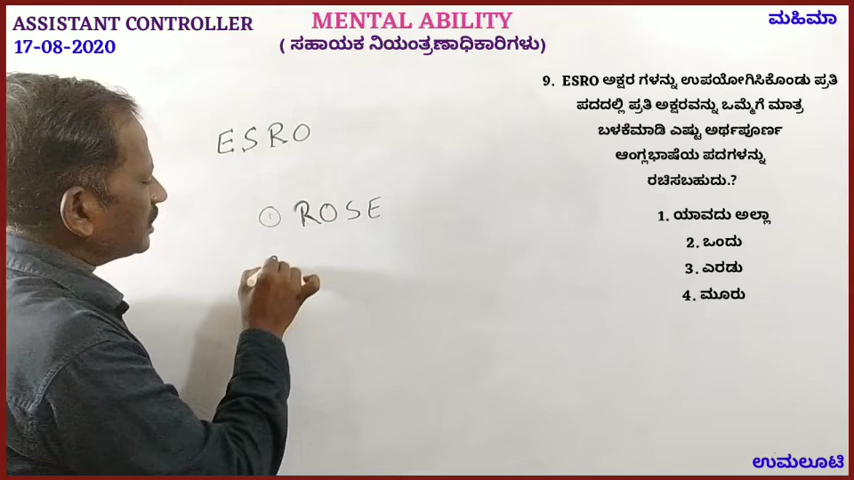 ASSISTANT CONTROLLER
17-08-2020
MENTAL ABILITY
( ಸಹಾಯಕ ನಿಯಂತ್ರಣಾಧಿಕಾರಿಗಳು)
ಮಹಿಮಾ
9. ESRO ಅಕ್ಷರ ಗಳನ್ನು ಉಪಯೋಗಿಸಿಕೊಂಡು ಪ್ರತಿ
ಪದದಲ್ಲಿ ಪ್ರತಿ ಅಕ್ಷರವನ್ನು ಒಮ್ಮೆಗೆ ಮಾತ್ರ
ಬಳಕೆಮಾಡಿ ಎಷ್ಟು ಅರ್ಥಪೂರ್ಣ
ಆಂಗ್ಲಭಾಷೆಯ ಪದಗಳನ್ನು
ರಚಿಸಬಹುದು.?
1. ಯಾವದು ಅಲ್ಲಾ
2. ಒಂದು
3. ಎರಡು
4. ಮೂರು
ESRO
① ROSE
ಉಮಲೂಟಿ